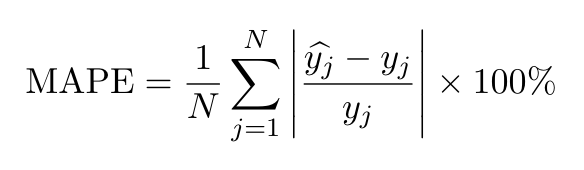 MAPE = \frac{1}{N} \sum_{j=1}^{N} \left| \frac{\widehat{y_j} - y_j}{y_j} \right| \times 100\%